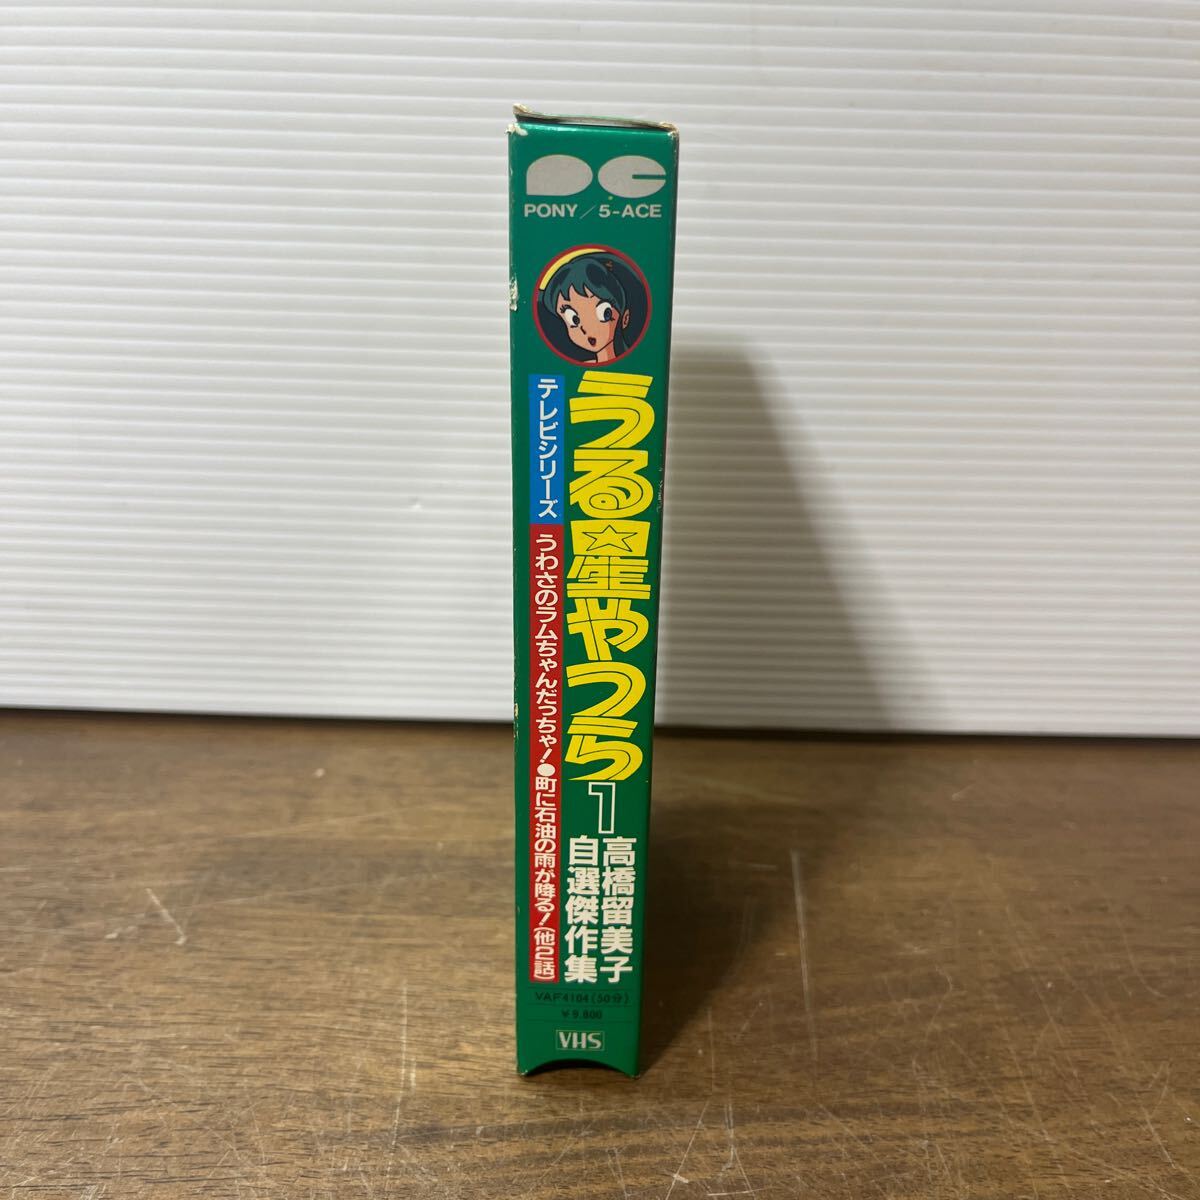 PC
PONY／5-ACE
うる星やつら1
高橋留美子
自選傑作集
テレビシリーズ
うわさのラムちゃんだっちゃ！●町に石油の雨が降る！(他2話)
VAF4104(50分)
¥9,800
VHS